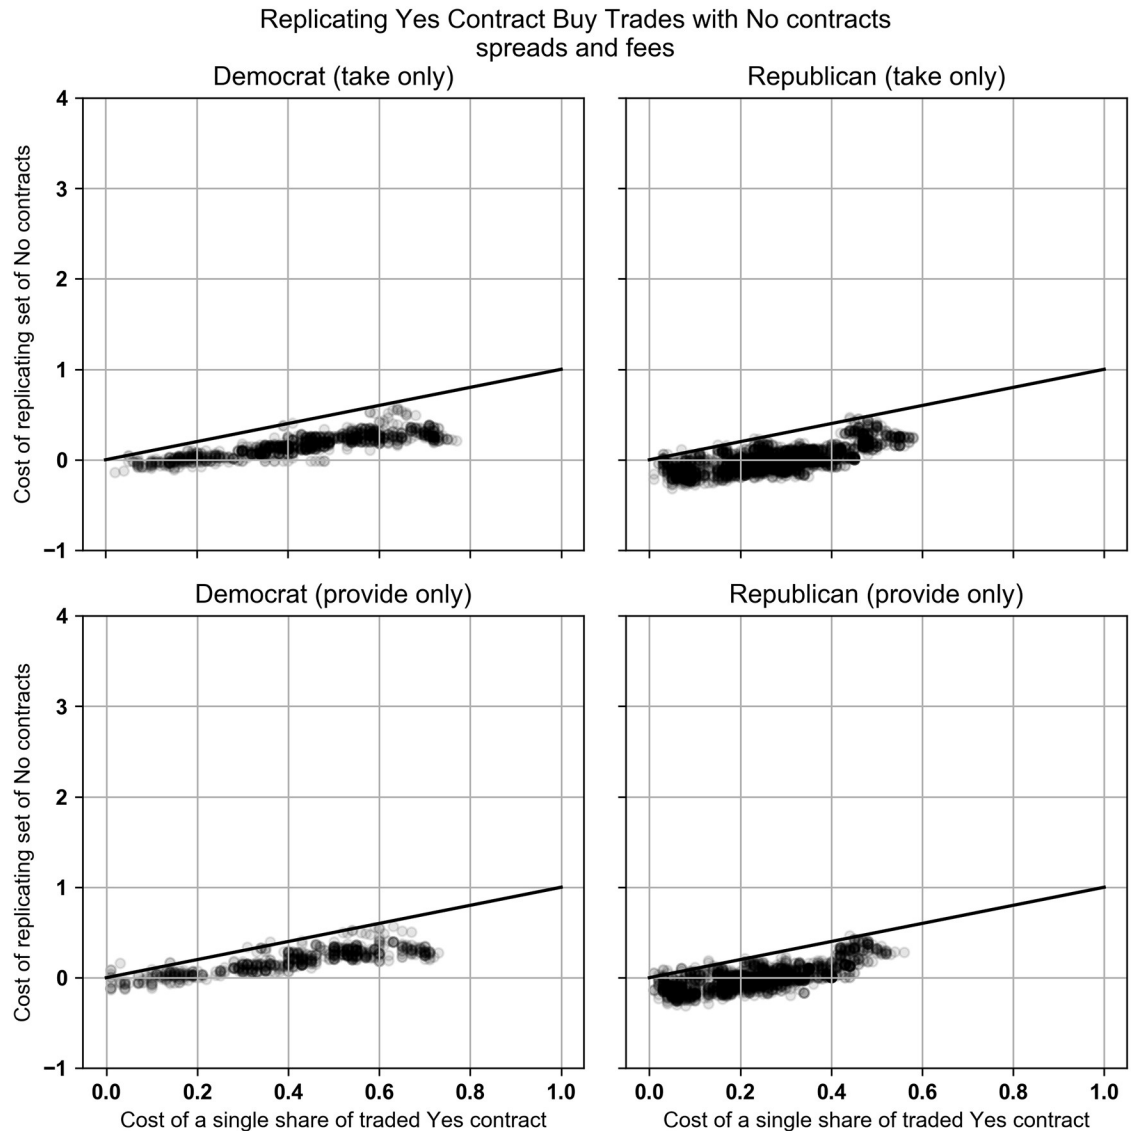 Replicating Yes Contract Buy Trades with No contracts
spreads and fees
Democrat (take only)
Republican (take only)
Cost of replicating set of No contracts
4
3
2
1
0
−1
Democrat (provide only)
Republican (provide only)
Cost of replicating set of No contracts
4
3
2
1
0
−1
0.0 0.2 0.4 0.6 0.8 1.0
0.0 0.2 0.4 0.6 0.8 1.0
Cost of a single share of traded Yes contract
Cost of a single share of traded Yes contract